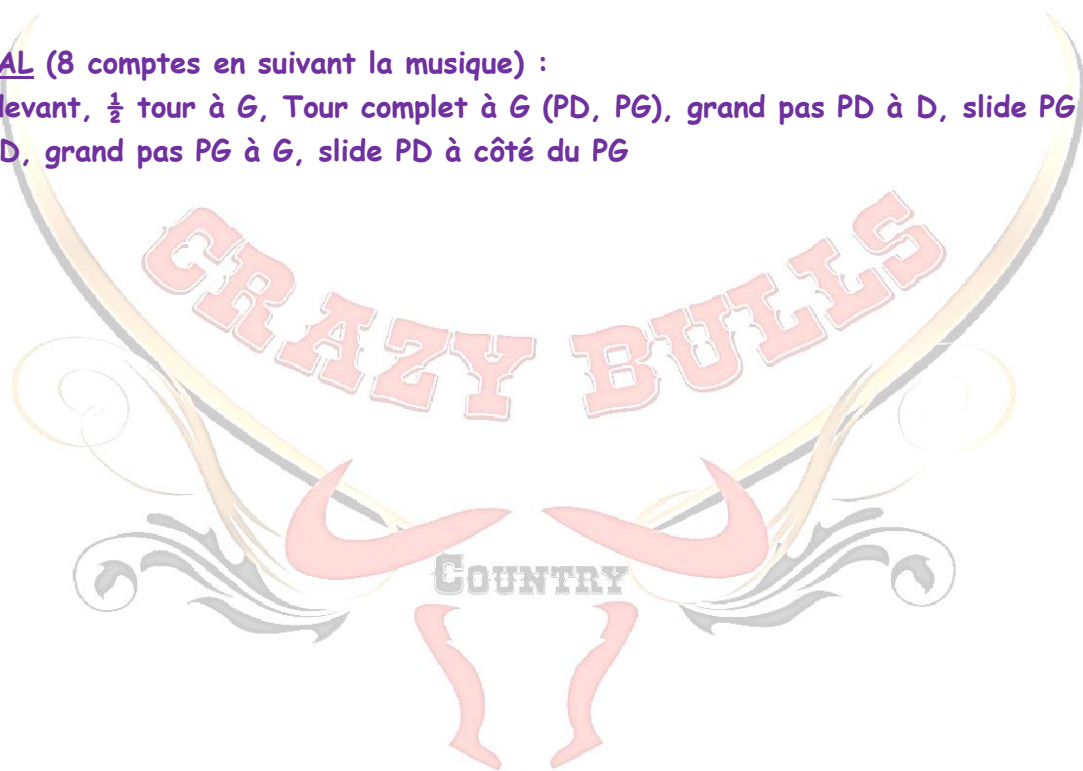 AL (8 comptes en suivant la musique) :
devant, ½ tour à G, Tour complet à G (PD, PG), grand pas PD à D, slide PG
D, grand pas PG à G, slide PD à côté du PG
CRAZY BULLS
COUNTRY